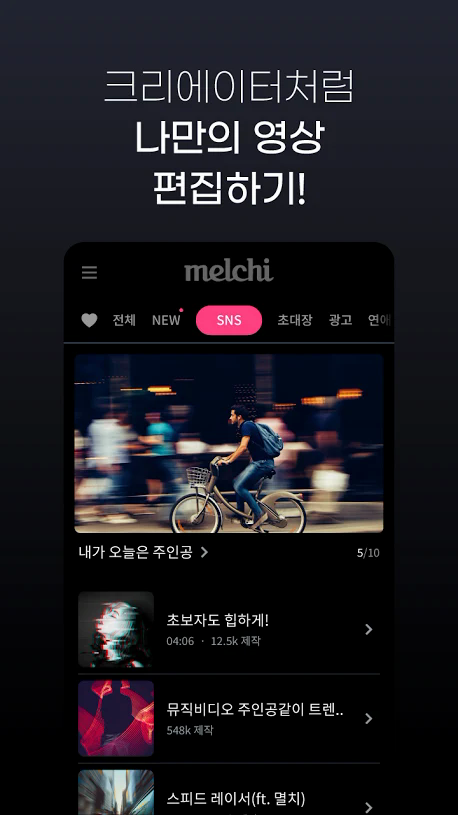 크리에이터처럼
나만의 영상
편집하기!
melchi
전체 NEW SNS 초대장 광고 연애
내가 오늘은 주인공
5/10
초보자도 힙하게!
04:06 · 12.5k 제작
뮤직비디오 주인공같이 트렌..
548k 제작
스피드 레이서(ft. 멸치)